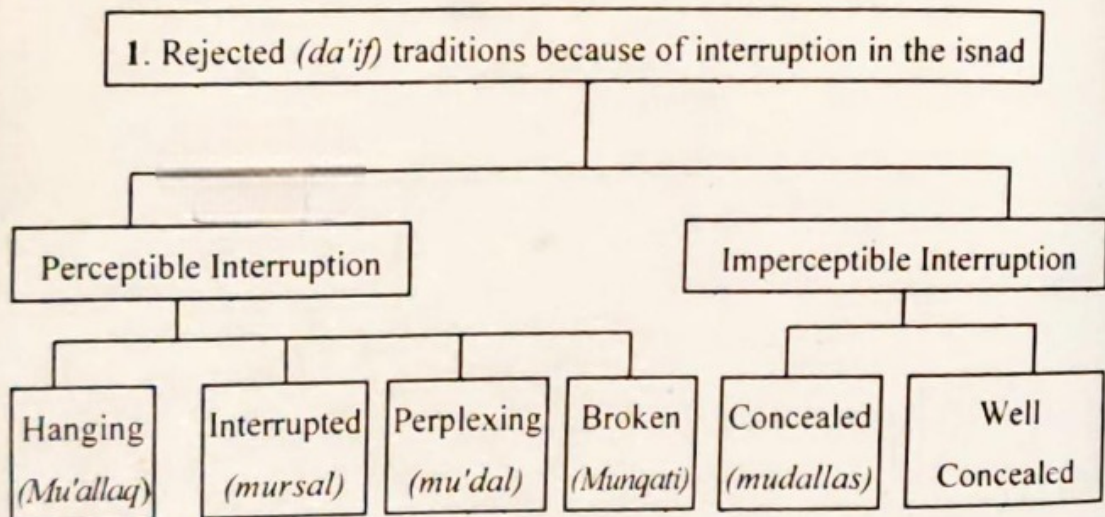 1. Rejected (da'if) traditions because of interruption in the isnad
Perceptible Interruption
Imperceptible Interruption
Hanging
(Mu'allaq)
Interrupted
(mursal)
Perplexing
(mu'dal)
Broken
(Munqati)
Concealed
(mudallas)
Well
Concealed